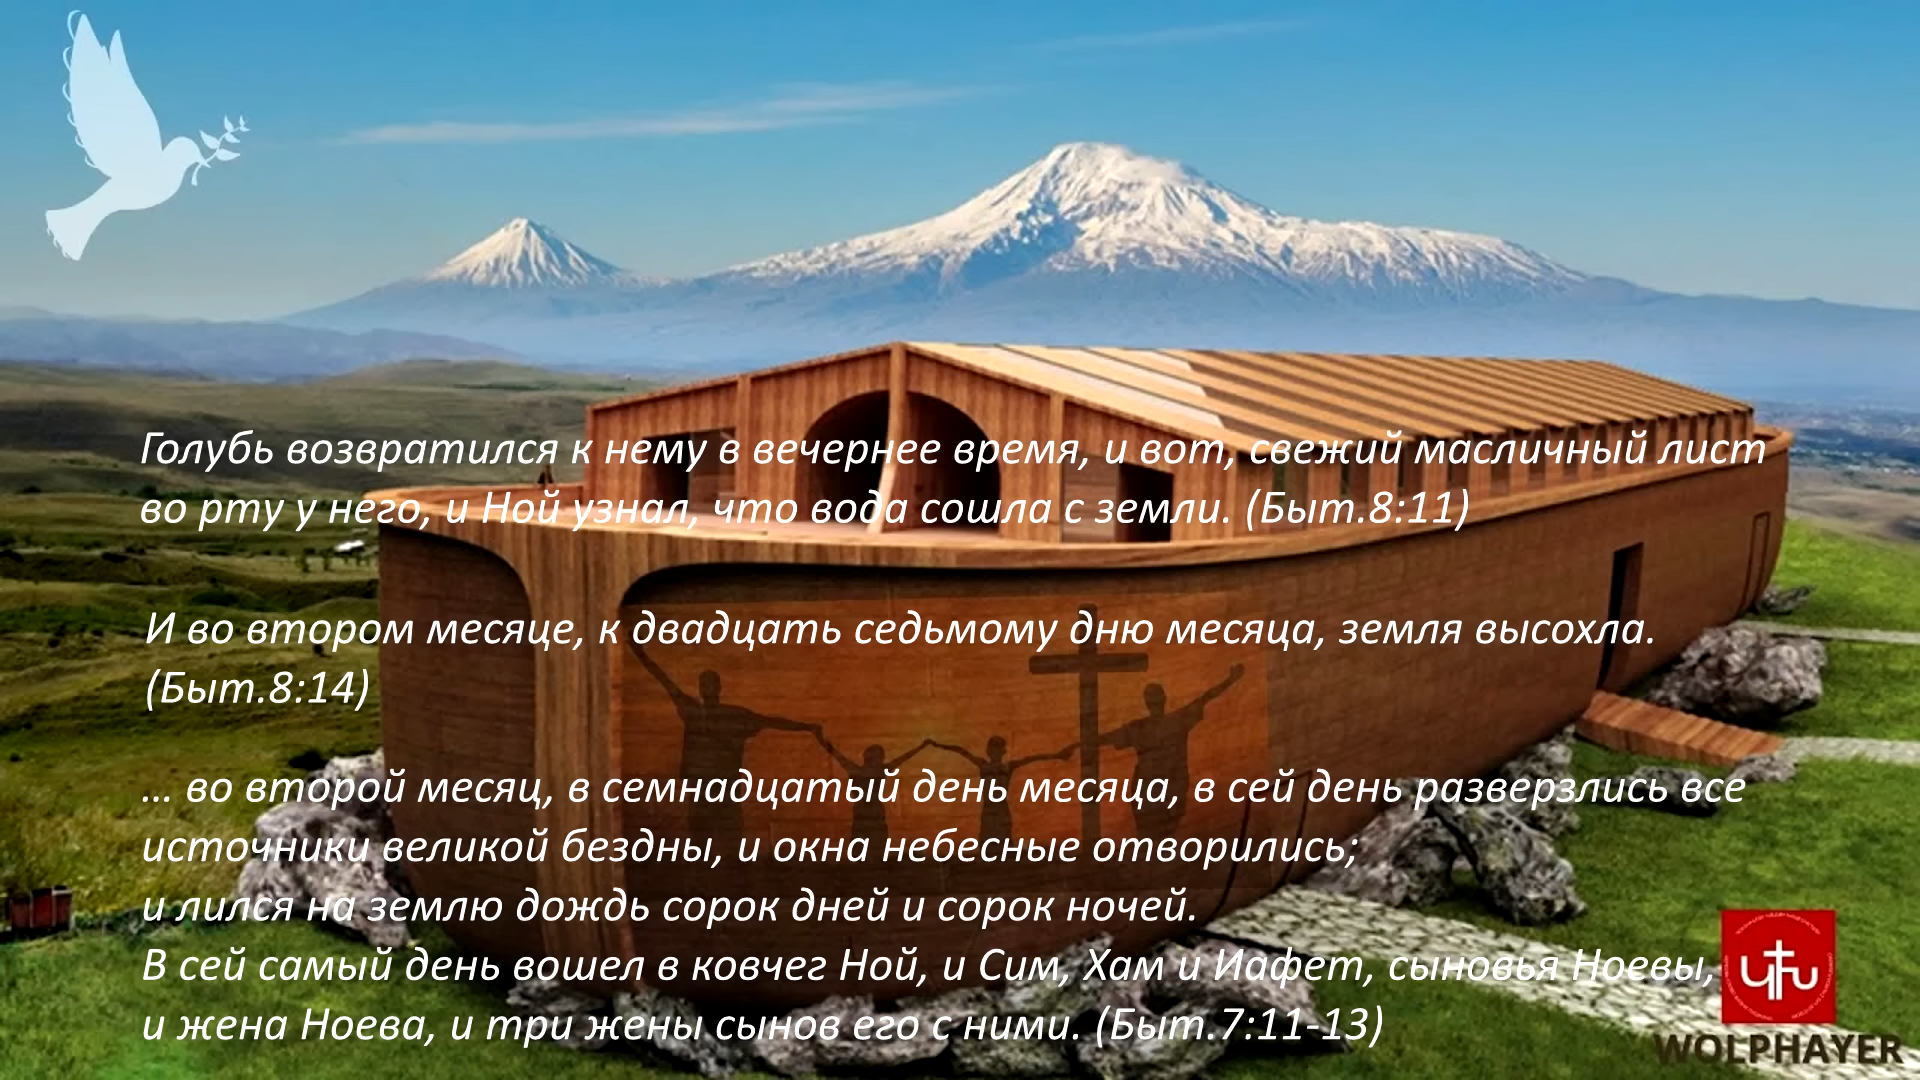 Голубь возвратился к нему в вечернее время, и вот, свежий масличный лист
во рту у него, и Ной узнал, что вода сошла с земли. (Быт.8:11)
И во втором месяце, к двадцать седьмому дню месяца, земля высохла.
(Быт.8:14)
... во второй месяц, в семнадцатый день месяца, в сей день разверзлись все
источники великой бездны, и окна небесные отворились;
и лился на землю дождь сорок дней и сорок ночей.
В сей самый день вошел в ковчег Ной, и Сим, Хам и Иафет, сыновья Ноевы,
и жена Ноева, и три жены сынов его с ними. (Быт.7:11-13)
WOLPHAYER